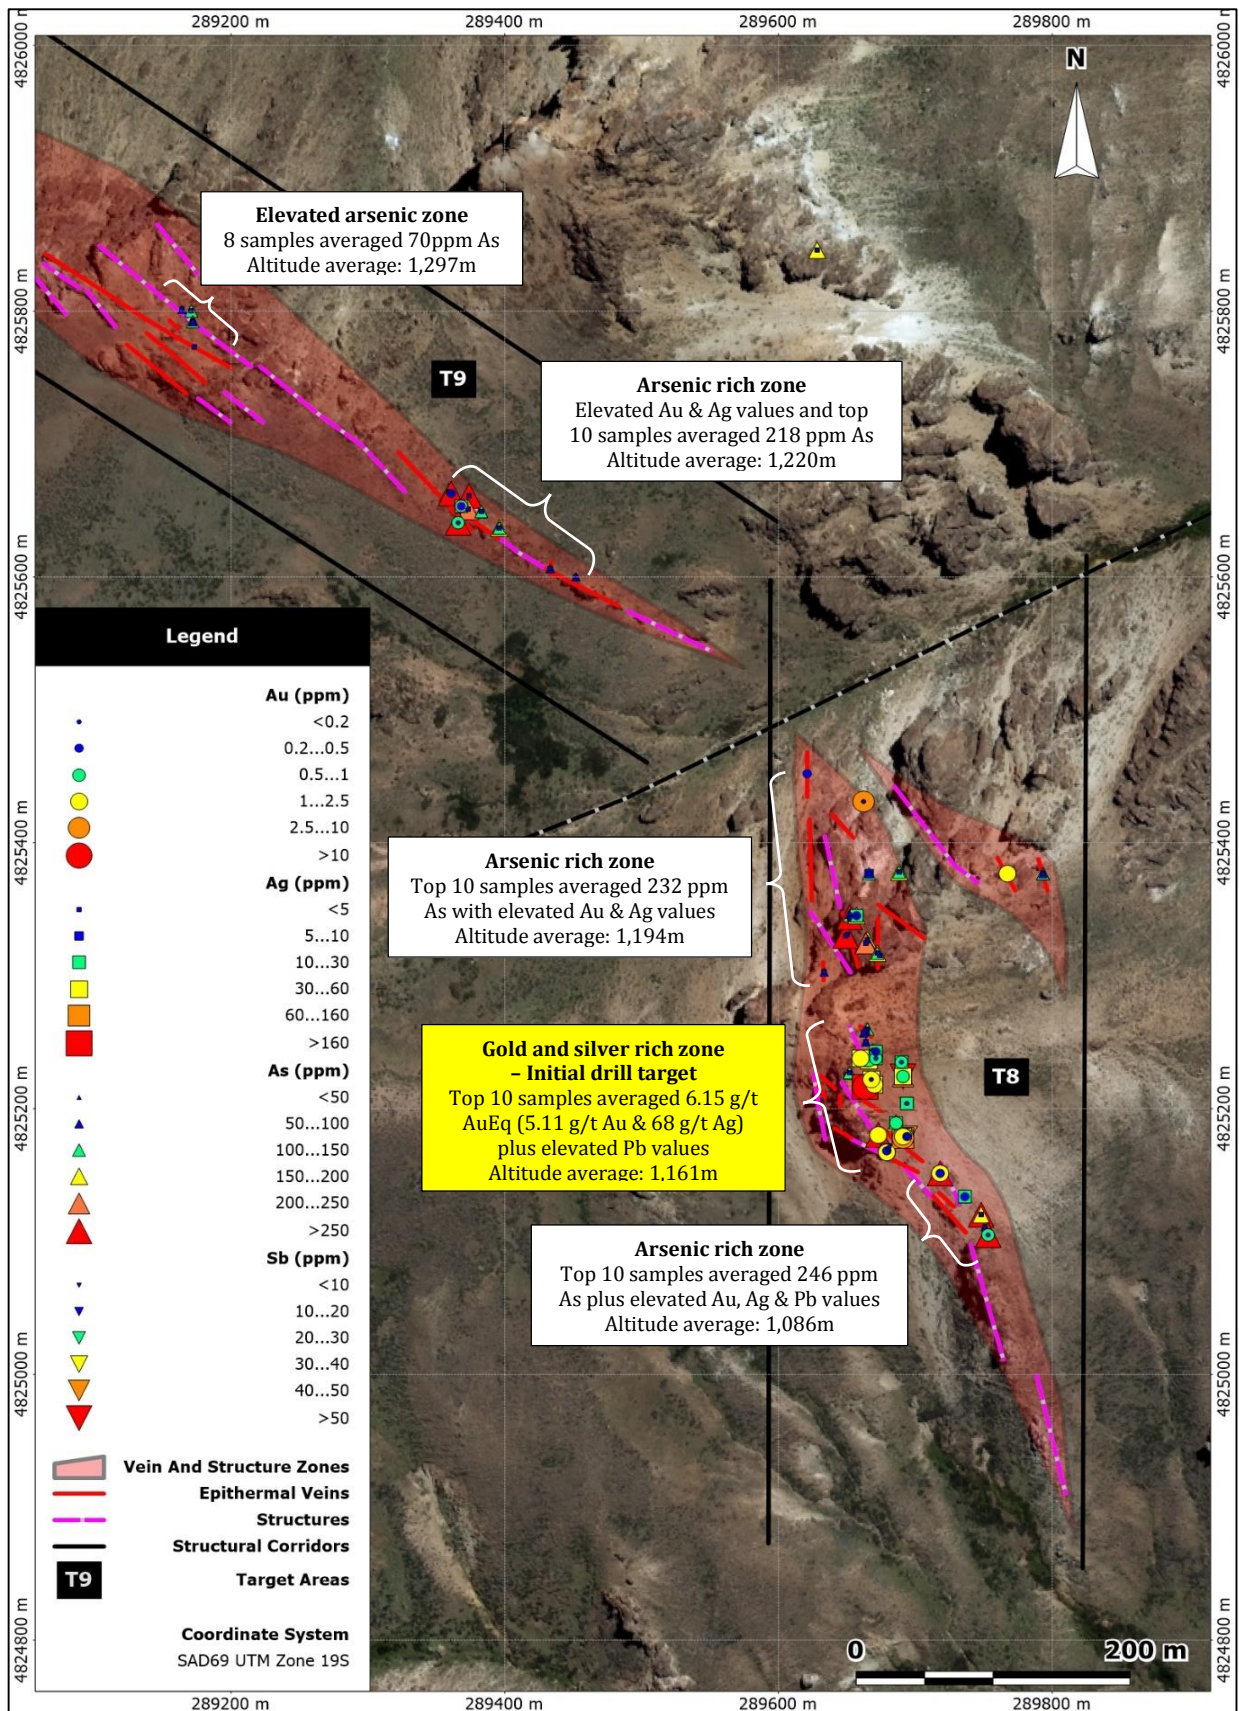 289200 m
289400 m
289600 m
289800 m
4826000 m
4826000 m
N
Elevated arsenic zone
8 samples averaged 70ppm As
Altitude average: 1,297m
4825800 m
4825800 m
T9
Arsenic rich zone
Elevated Au & Ag values and top
10 samples averaged 218 ppm As
Altitude average: 1,220m
4825600 m
4825600 m
4825400 m
4825400 m
Arsenic rich zone
Top 10 samples averaged 232 ppm
As with elevated Au & Ag values
Altitude average: 1,194m
Gold and silver rich zone
– Initial drill target
Top 10 samples averaged 6.15 g/t
AuEq (5.11 g/t Au & 68 g/t Ag)
plus elevated Pb values
Altitude average: 1,161m
T8
4825200 m
4825200 m
Arsenic rich zone
Top 10 samples averaged 246 ppm
As plus elevated Au, Ag & Pb values
Altitude average: 1,086m
4825000 m
4825000 m
4824800 m
4824800 m
Legend
Au (ppm)
<0.2
0.2...0.5
0.5...1
1...2.5
2.5...10
>10
Ag (ppm)
<5
5...10
10...30
30...60
60...160
>160
As (ppm)
<50
50...100
100...150
150...200
200...250
>250
Sb (ppm)
<10
10...20
20...30
30...40
40...50
>50
Vein And Structure Zones
Epithermal Veins
Structures
Structural Corridors
T9 Target Areas
Coordinate System
SAD69 UTM Zone 19S
0 200 m
289200 m
289400 m
289600 m
289800 m